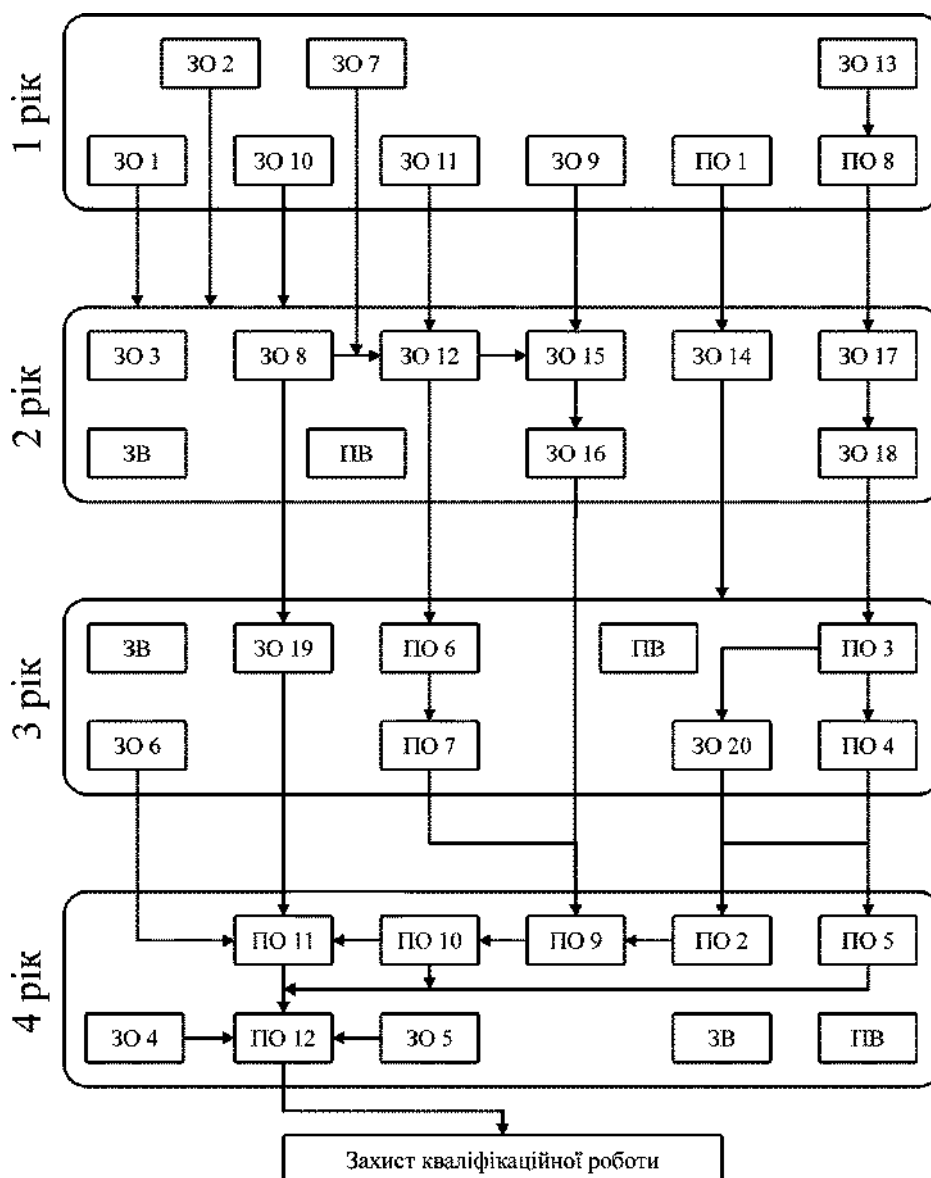 1 рік
ЗО 2
ЗО 7
ЗО 13
ЗО 1
ЗО 10
ЗО 11
ЗО 9
ПО 1
ПО 8
2 рік
ЗО 3
ЗО 8
ЗО 12
ЗО 15
ЗО 14
ЗО 17
ЗВ
ПВ
ЗО 16
ЗО 18
3 рік
ЗВ
ЗО 19
ПО 6
ПВ
ПО 3
ЗО 6
ПО 7
ЗО 20
ПО 4
4 рік
ПО 11
ПО 10
ПО 9
ПО 2
ПО 5
ЗО 4
ПО 12
ЗО 5
ЗВ
ПВ
Захист кваліфікаційної роботи